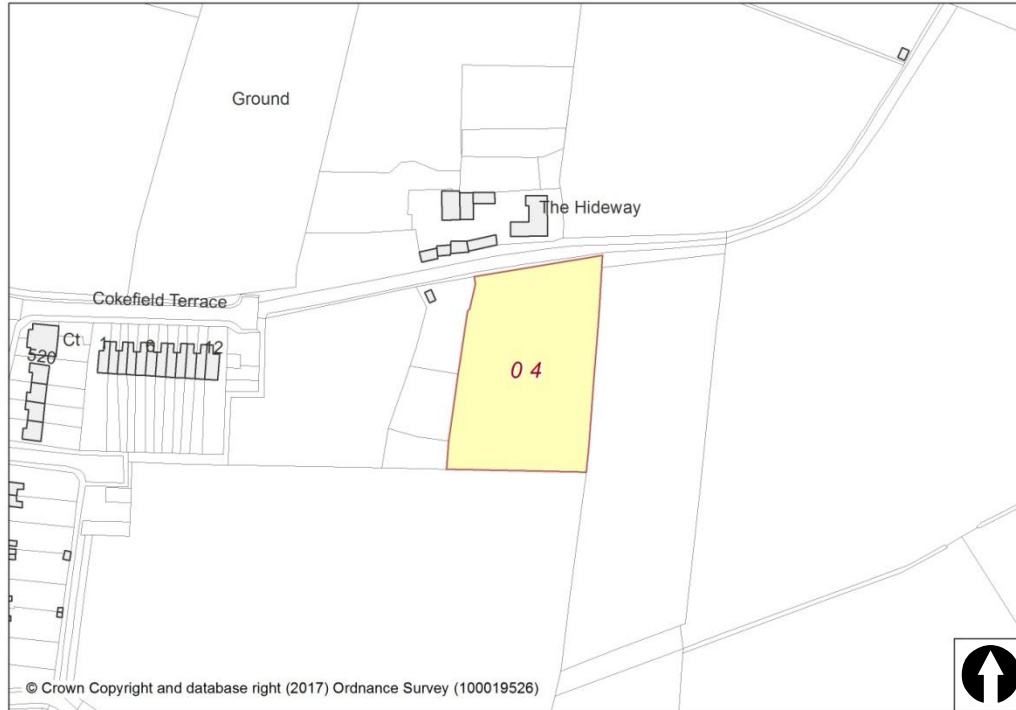 Ground
The Hideway
Cokefield Terrace
Ct
520
1
12
0 4
© Crown Copyright and database right (2017) Ordnance Survey (100019526)